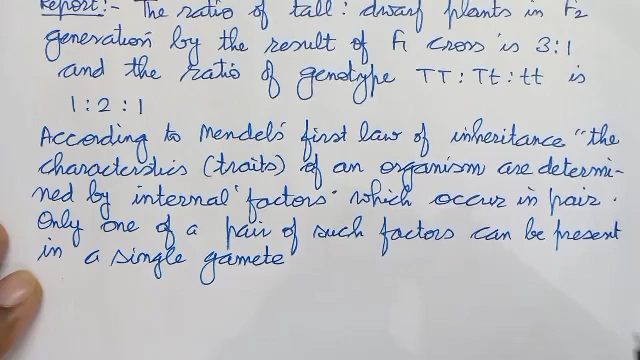 Report:- The ratio of tall : dwarf plants in F2
generation by the result of F1 cross is 3:1
and the ratio of genotype TT : Tt : tt is
1 : 2 : 1
According to Mendel's first law of inheritance "the
characteristics (traits) of an organism are determi-
ned by internal 'factors' which occur in pair.
Only one of a pair of such factors can be present
in a single gamete